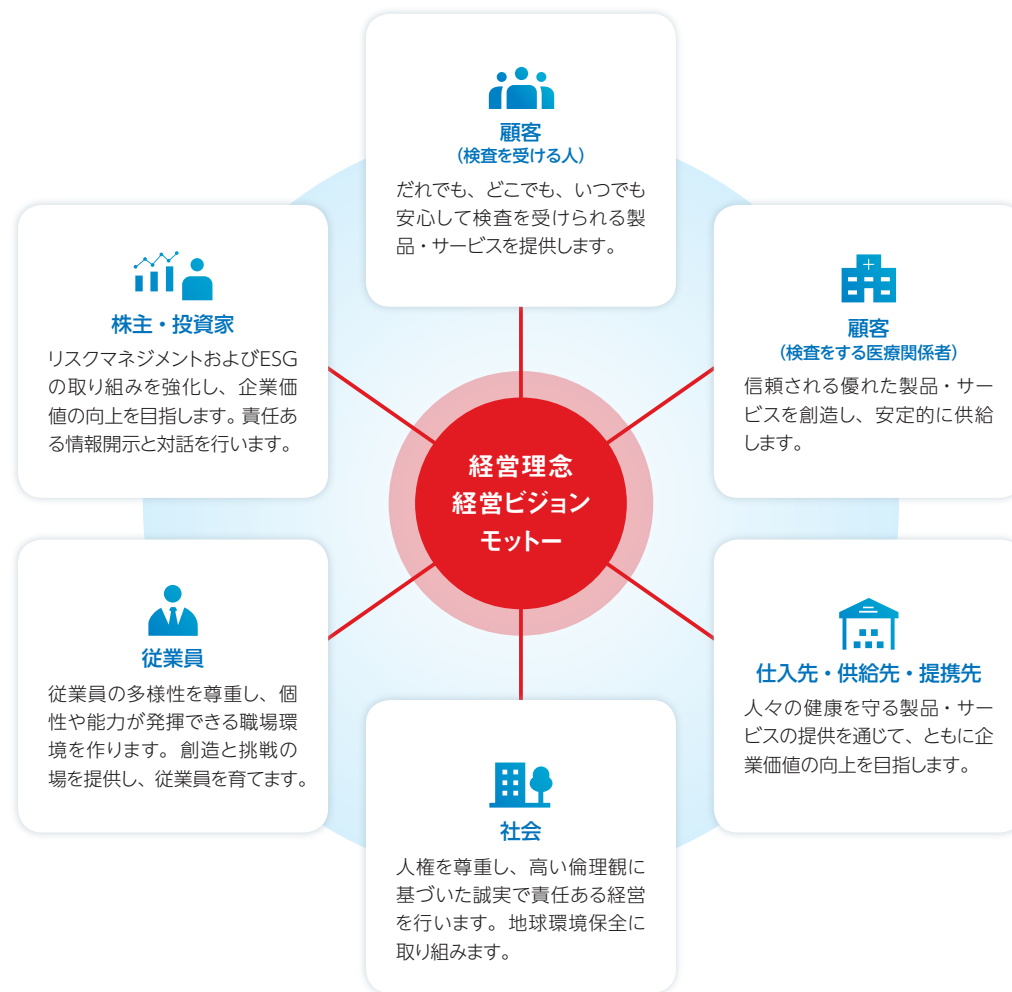 顧客
（検査を受ける人）
だれでも、どこでも、いつでも
安心して検査を受けられる製
品・サービスを提供します。
株主・投資家
リスクマネジメントおよびESG
の取り組みを強化し、企業価
値の向上を目指します。責任あ
る情報開示と対話を行います。
顧客
（検査をする医療関係者）
信頼される優れた製品・サー
ビスを創造し、安定的に供給
します。
経営理念
経営ビジョン
モットー
従業員
従業員の多様性を尊重し、個
性や能力が発揮できる職場環
境を作ります。創造と挑戦の
場を提供し、従業員を育てます。
仕入先・供給先・提携先
人々の健康を守る製品・サー
ビスの提供を通じて、ともに企
業価値の向上を目指します。
社会
人権を尊重し、高い倫理観に
基づいた誠実で責任ある経営
を行います。地球環境保全に
取り組みます。